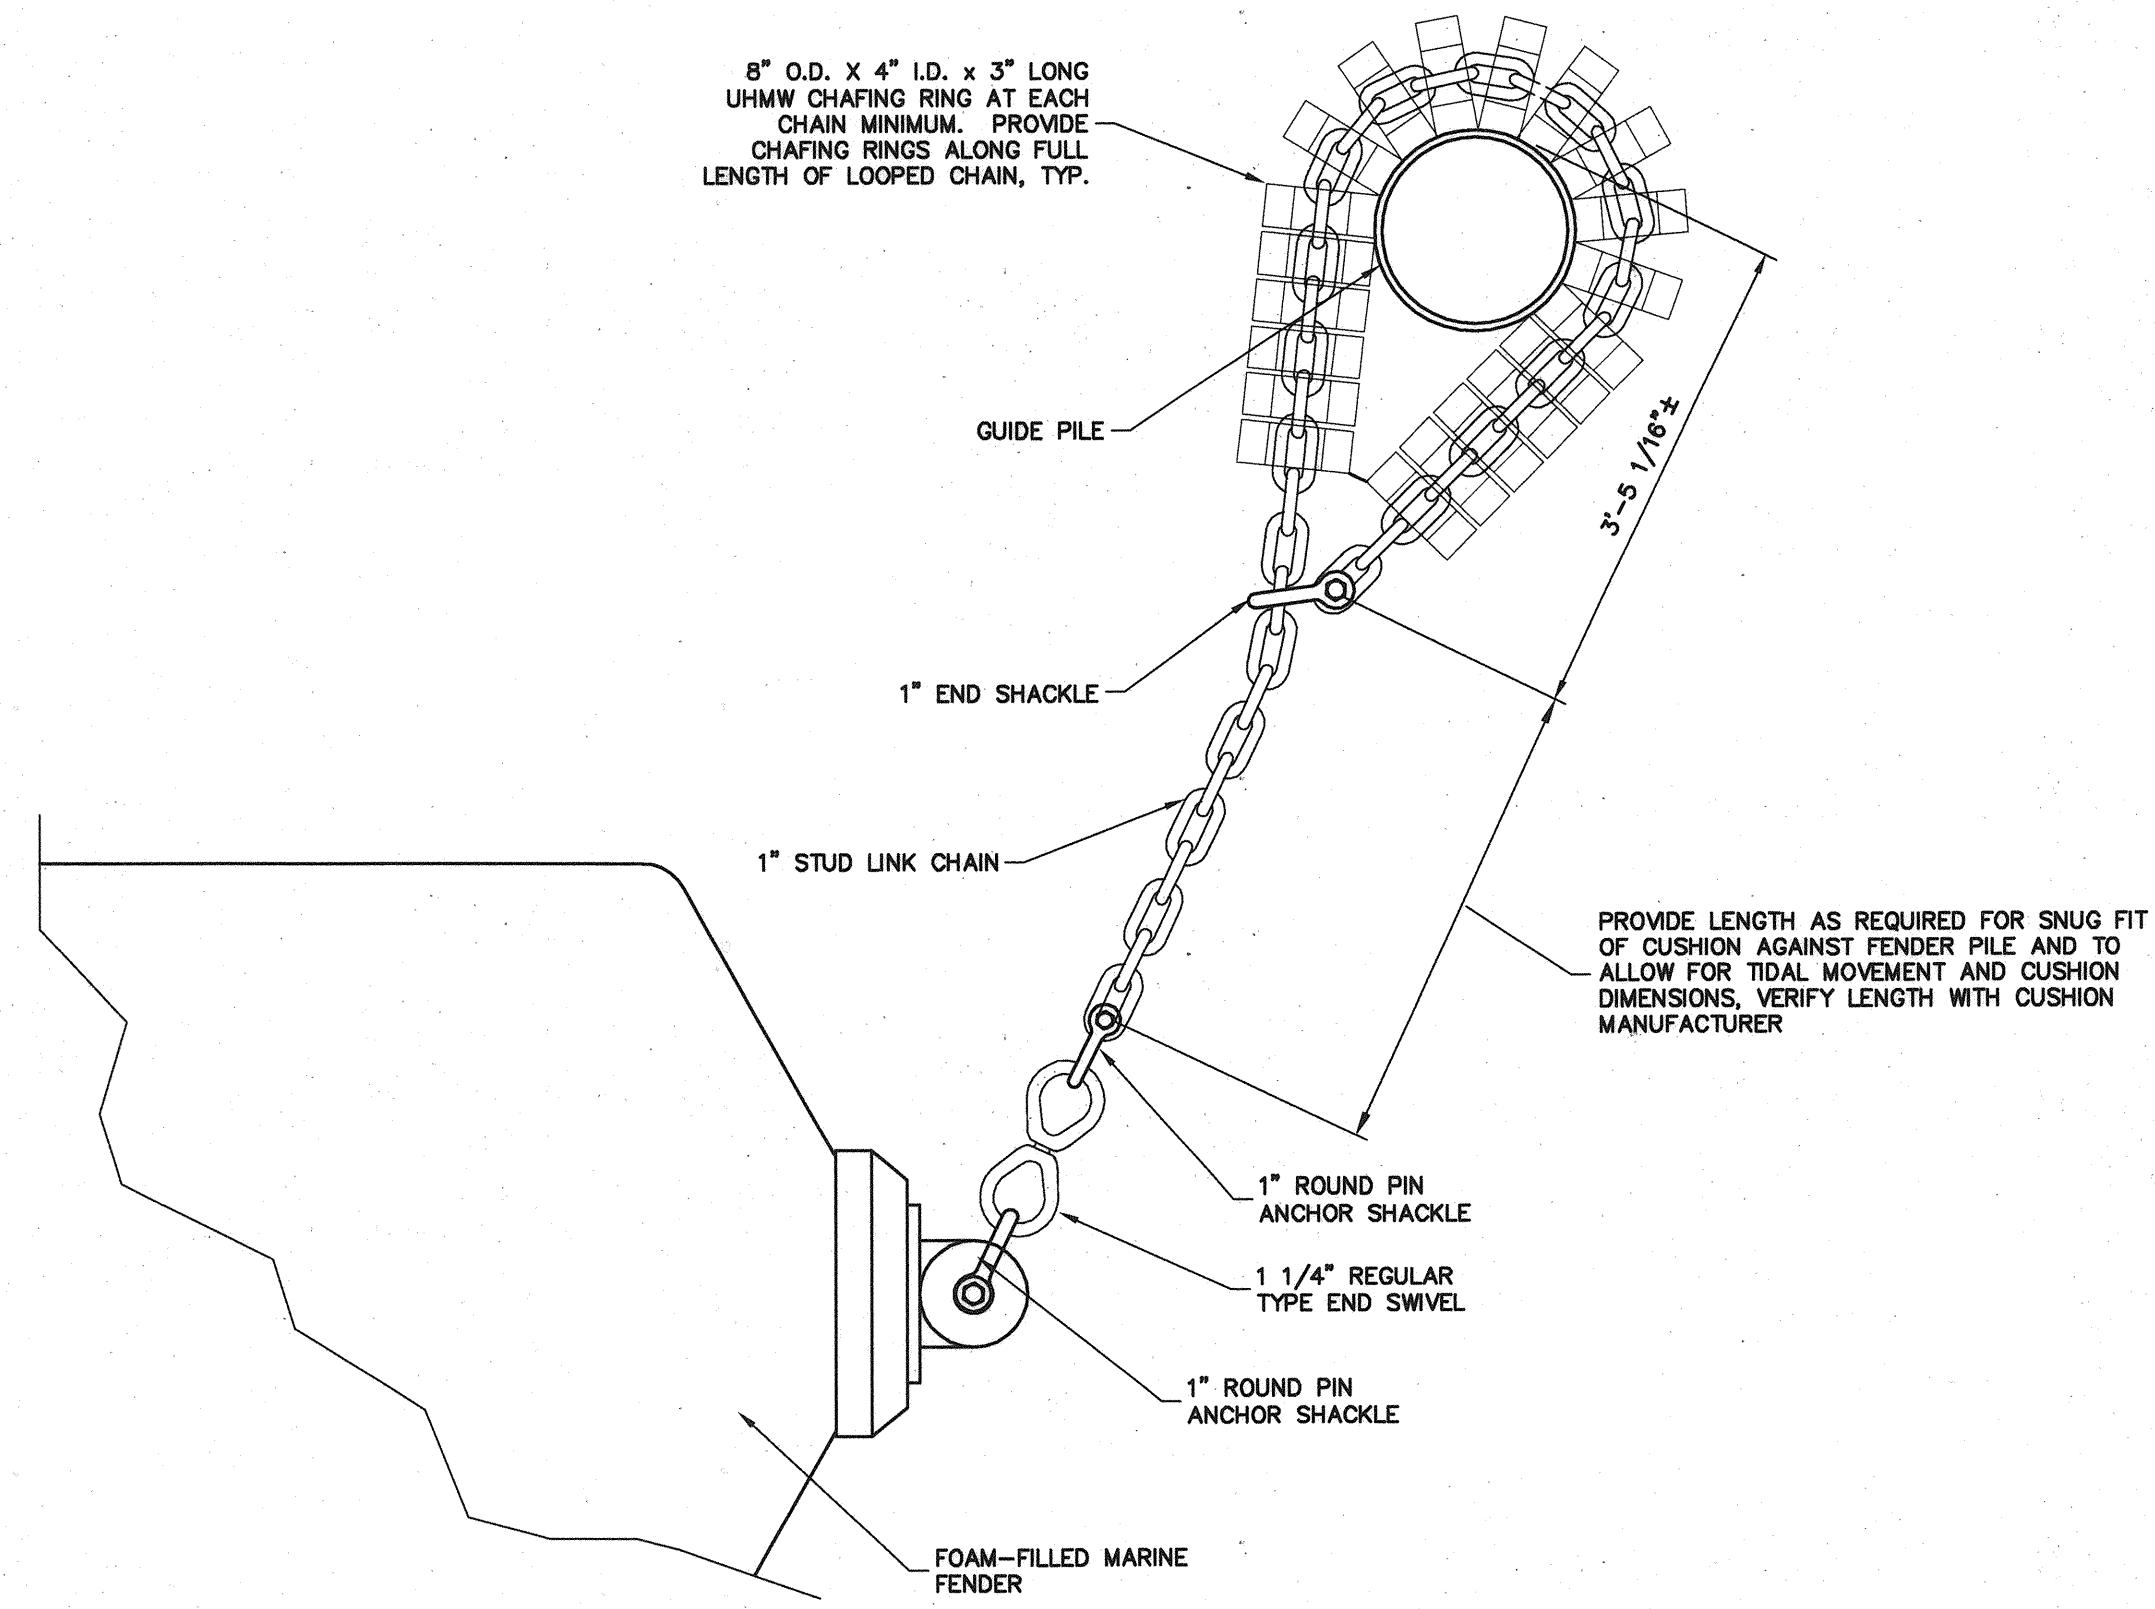 8" O.D. X 4" I.D. x 3" LONG
UHMW CHAFING RING AT EACH
CHAIN MINIMUM. PROVIDE
CHAFING RINGS ALONG FULL
LENGTH OF LOOPED CHAIN, TYP.
GUIDE PILE
3'-5 1/16"±
1" END SHACKLE
1" STUD LINK CHAIN
PROVIDE LENGTH AS REQUIRED FOR SNUG FIT
OF CUSHION AGAINST FENDER PILE AND TO
ALLOW FOR TIDAL MOVEMENT AND CUSHION
DIMENSIONS, VERIFY LENGTH WITH CUSHION
MANUFACTURER
1" ROUND PIN
ANCHOR SHACKLE
1 1/4" REGULAR
TYPE END SWIVEL
1" ROUND PIN
ANCHOR SHACKLE
FOAM-FILLED MARINE
FENDER